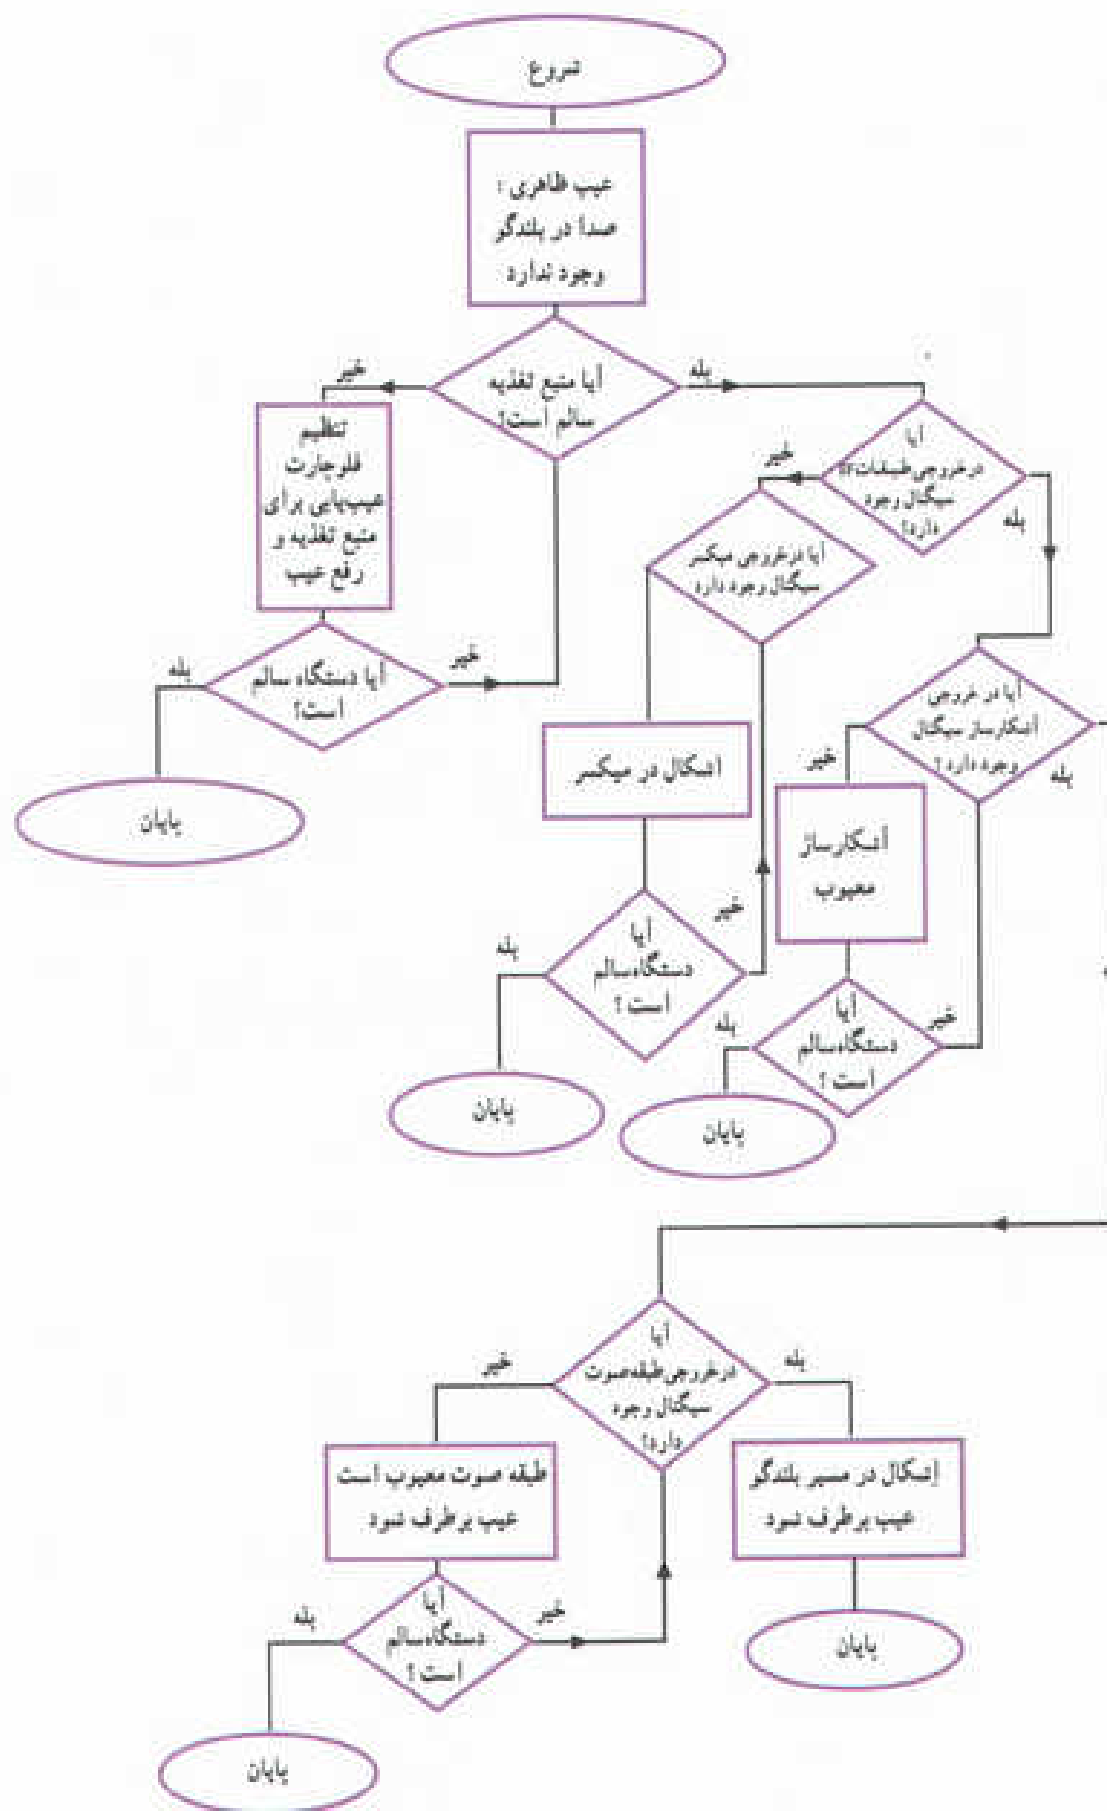 شروع
عیب ظاهری :
صدا در بلندگو
وجود ندارد
آیا منبع تغذیه
سالم است؟
خیر
بله
تنظیم
فلوچارت
عیب‌یابی برای
منبع تغذیه و
رفع عیب
آیا دستگاه سالم
است؟
بله
خیر
پایان
آیا
درخروجی طبقات IF
سیگنال وجود
دارد؟
خیر
بله
آیا درخروجی میکسر
سیگنال وجود دارد
اشکال در میکسر
آیا
دستگاه سالم
است ؟
بله
خیر
پایان
آیا در خروجی
آشکارساز سیگنال
وجود دارد ؟
خیر
بله
آشکارساز
معیوب
آیا
دستگاه سالم
است ؟
بله
خیر
پایان
آیا
درخروجی طبقه صوت
سیگنال وجود
دارد؟
خیر
بله
طبقه صوت معیوب است
عیب برطرف شود
اشکال در مسیر بلندگو
عیب برطرف شود
آیا
دستگاه سالم
است ؟
بله
خیر
پایان
پایان